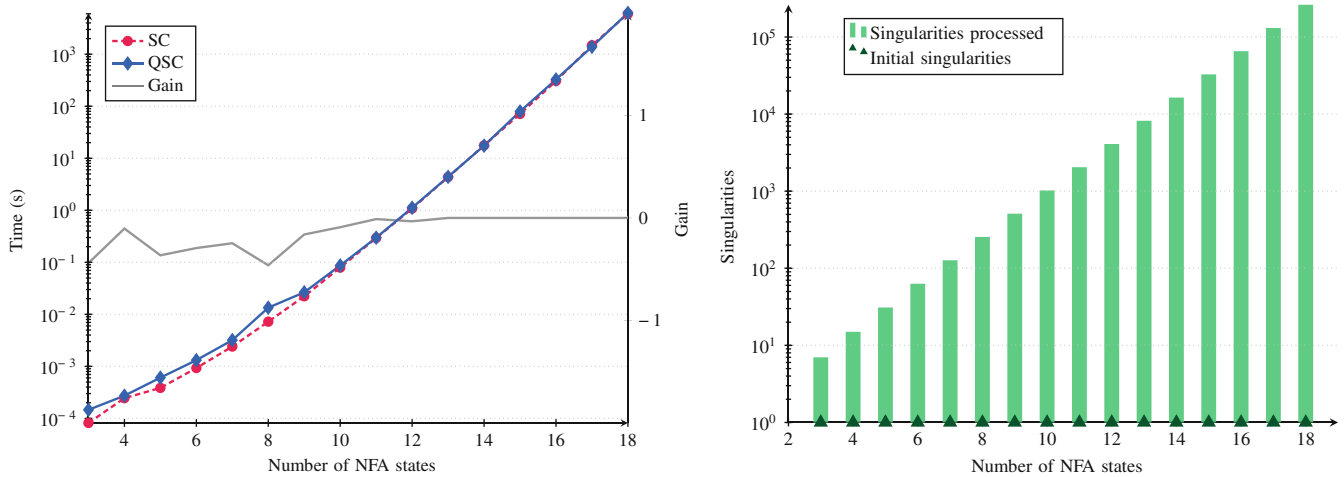 SC
QSC
Gain
10^3
10^2
10^1
10^0
10^−1
10^−2
10^−3
10^−4
Time (s)
4 6 8 10 12 14 16 18
Number of NFA states
1
0
−1
Gain
Singularities processed
Initial singularities
10^5
10^4
10^3
10^2
10^1
10^0
Singularities
2 4 6 8 10 12 14 16 18
Number of NFA states